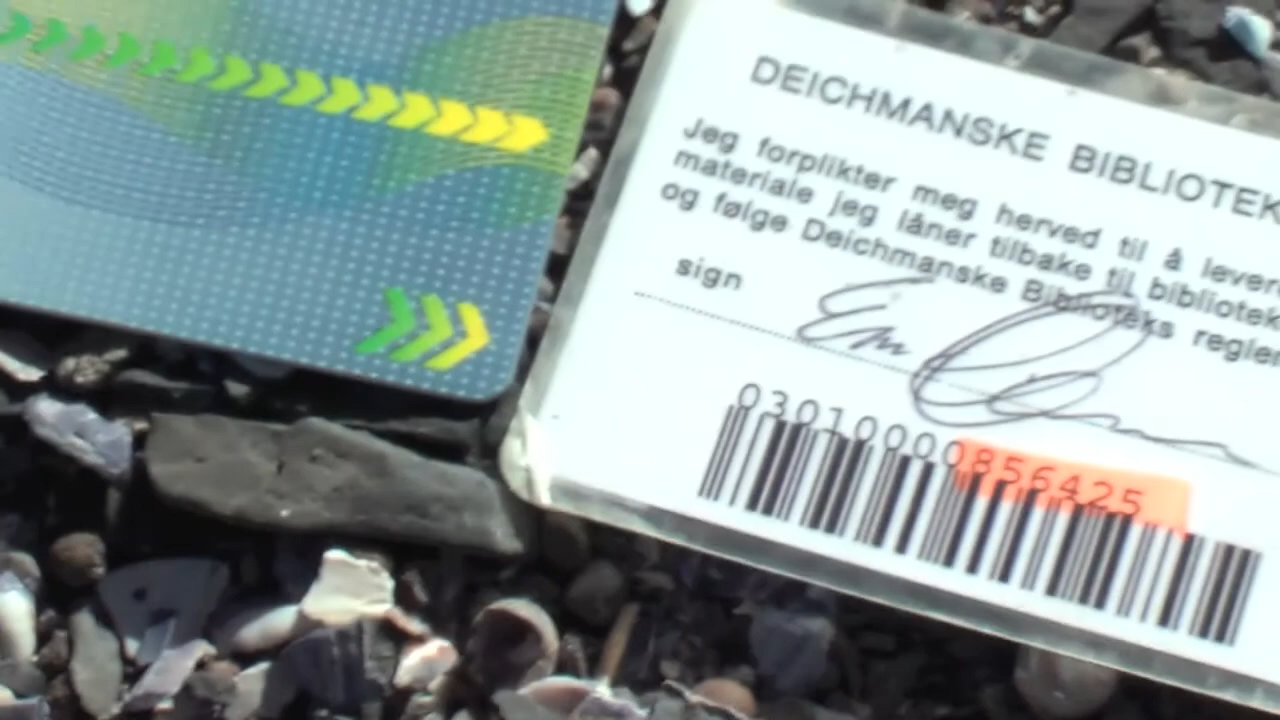 DEICHMANSKE BIBLIOTEK
Jeg forplikter meg herved til å lever
materiale jeg låner tilbake til bibliotek
og følge Deichmanske Biblioteks regler
sign
03010000856425